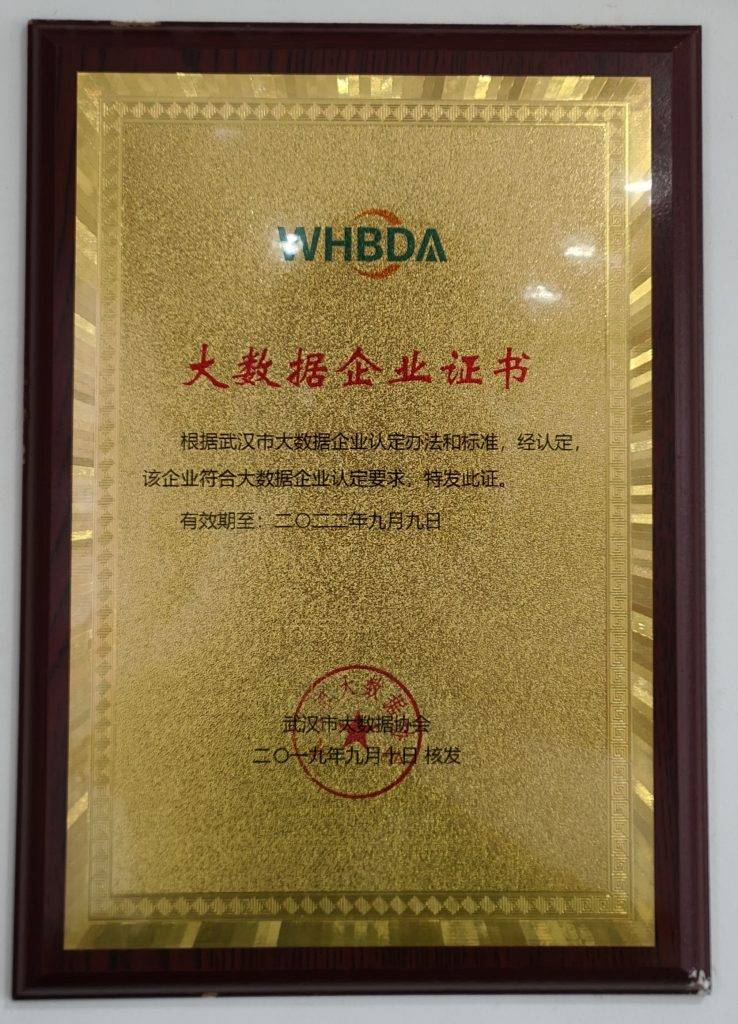 WHBDA
大数据企业证书
根据武汉市大数据企业认定办法和标准，经认定，
该企业符合大数据企业认定要求，特发此证。
有效期至：二〇二二年九月九日
大数据
武汉市大数据协会
二〇一九年九月十日 核发